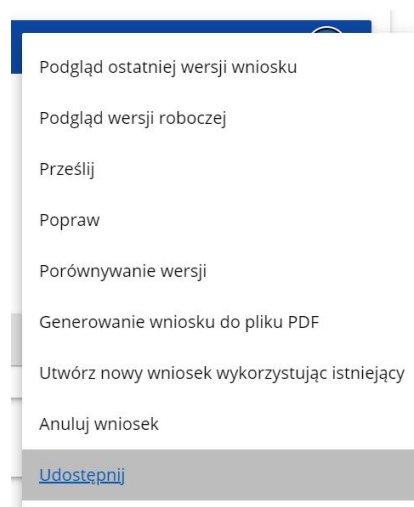 Podgląd ostatniej wersji wniosku
Podgląd wersji roboczej
Prześlij
Popraw
Porównywanie wersji
Generowanie wniosku do pliku PDF
Utwórz nowy wniosek wykorzystując istniejący
Anuluj wniosek
Udostępnij